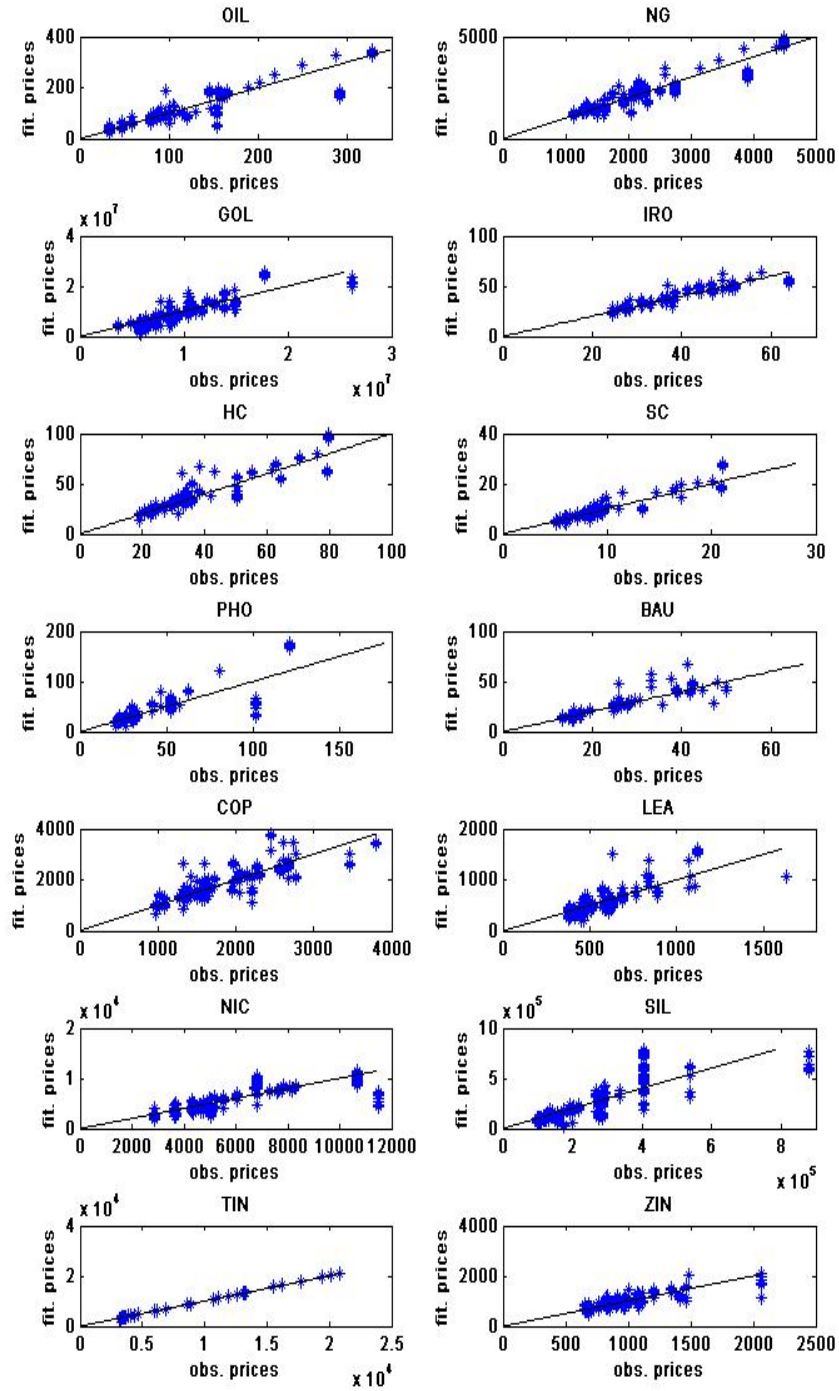 OIL NG
400
200
0
fit. prices
0 100 200 300
obs. prices
5000
0
fit. prices
0 1000 2000 3000 4000 5000
obs. prices
x 10^7 GOL IRO
4
2
0
fit. prices
0 1 2 3
obs. prices x 10^7
100
50
0
fit. prices
0 20 40 60
obs. prices
HC SC
100
50
0
fit. prices
0 20 40 60 80 100
obs. prices
40
20
0
fit. prices
0 10 20 30
obs. prices
PHO BAU
200
100
0
fit. prices
0 50 100 150
obs. prices
100
50
0
fit. prices
0 20 40 60
obs. prices
COP LEA
4000
2000
0
fit. prices
0 1000 2000 3000 4000
obs. prices
2000
1000
0
fit. prices
0 500 1000 1500
obs. prices
x 10^4 NIC x 10^5 SIL
2
1
0
fit. prices
0 2000 4000 6000 8000 10000 12000
obs. prices
10
5
0
fit. prices
0 2 4 6 8
obs. prices x 10^5
x 10^4 TIN ZIN
4
2
0
fit. prices
0 0.5 1 1.5 2 2.5
obs. prices x 10^4
4000
2000
0
fit. prices
0 500 1000 1500 2000 2500
obs. prices